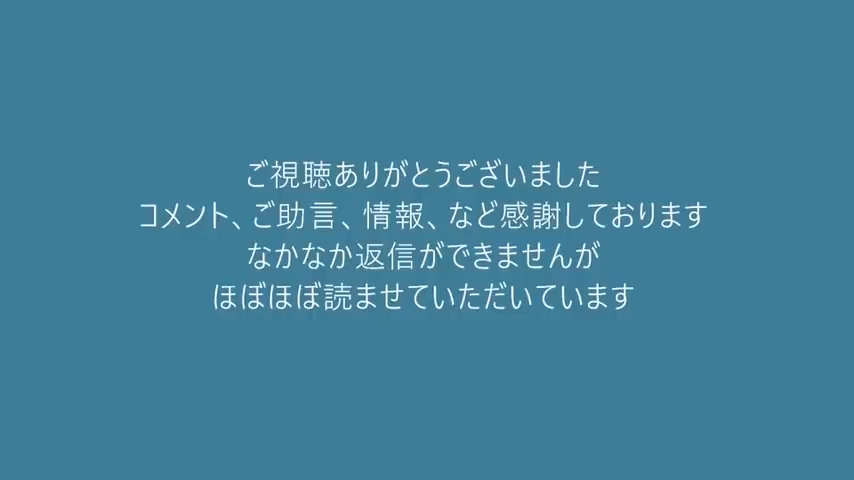 ご視聴ありがとうございました
コメント、ご助言、情報、など感謝しております
なかなか返信ができませんが
ほぼほぼ読ませていただいています